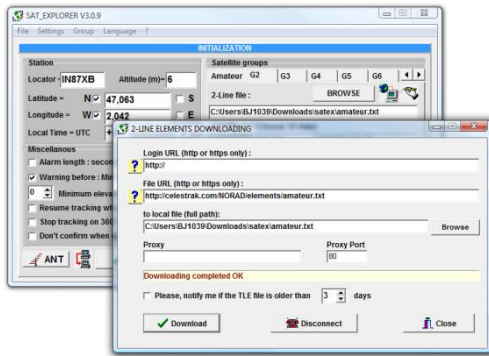 SAT_EXPLORER V3.0.9
File Settings Group Language ?
INITIALIZATION
Station
Locator - IN87XB Altitude (m)= 6
Latitude = N 47,063 S
Longitude = W 2,042 E
Local Time = UTC +
Miscellanous
Alarm length : secon
Warning before : Min
0 Minimum eleva
Resume tracking wh
Stop tracking on 360
Don't confirm when
ANT
Satellite groups
Amateur G2 G3 G4 G5 G6
2-Line file : BROWSE
C:\Users\BJ1039\Downloads\satex\amateur.txt
2-LINE ELEMENTS DOWNLOADING
Login URL (http or https only) :
? http://
File URL (http or https only) :
? http://celestrak.com/NORAD/elements/amateur.txt
to local file (full path):
C:\Users\BJ1039\Downloads\satex\amateur.txt Browse
Proxy Proxy Port
80
Downloading completed OK
Please, notify me if the TLE file is older than 3 days
Download Disconnect Close